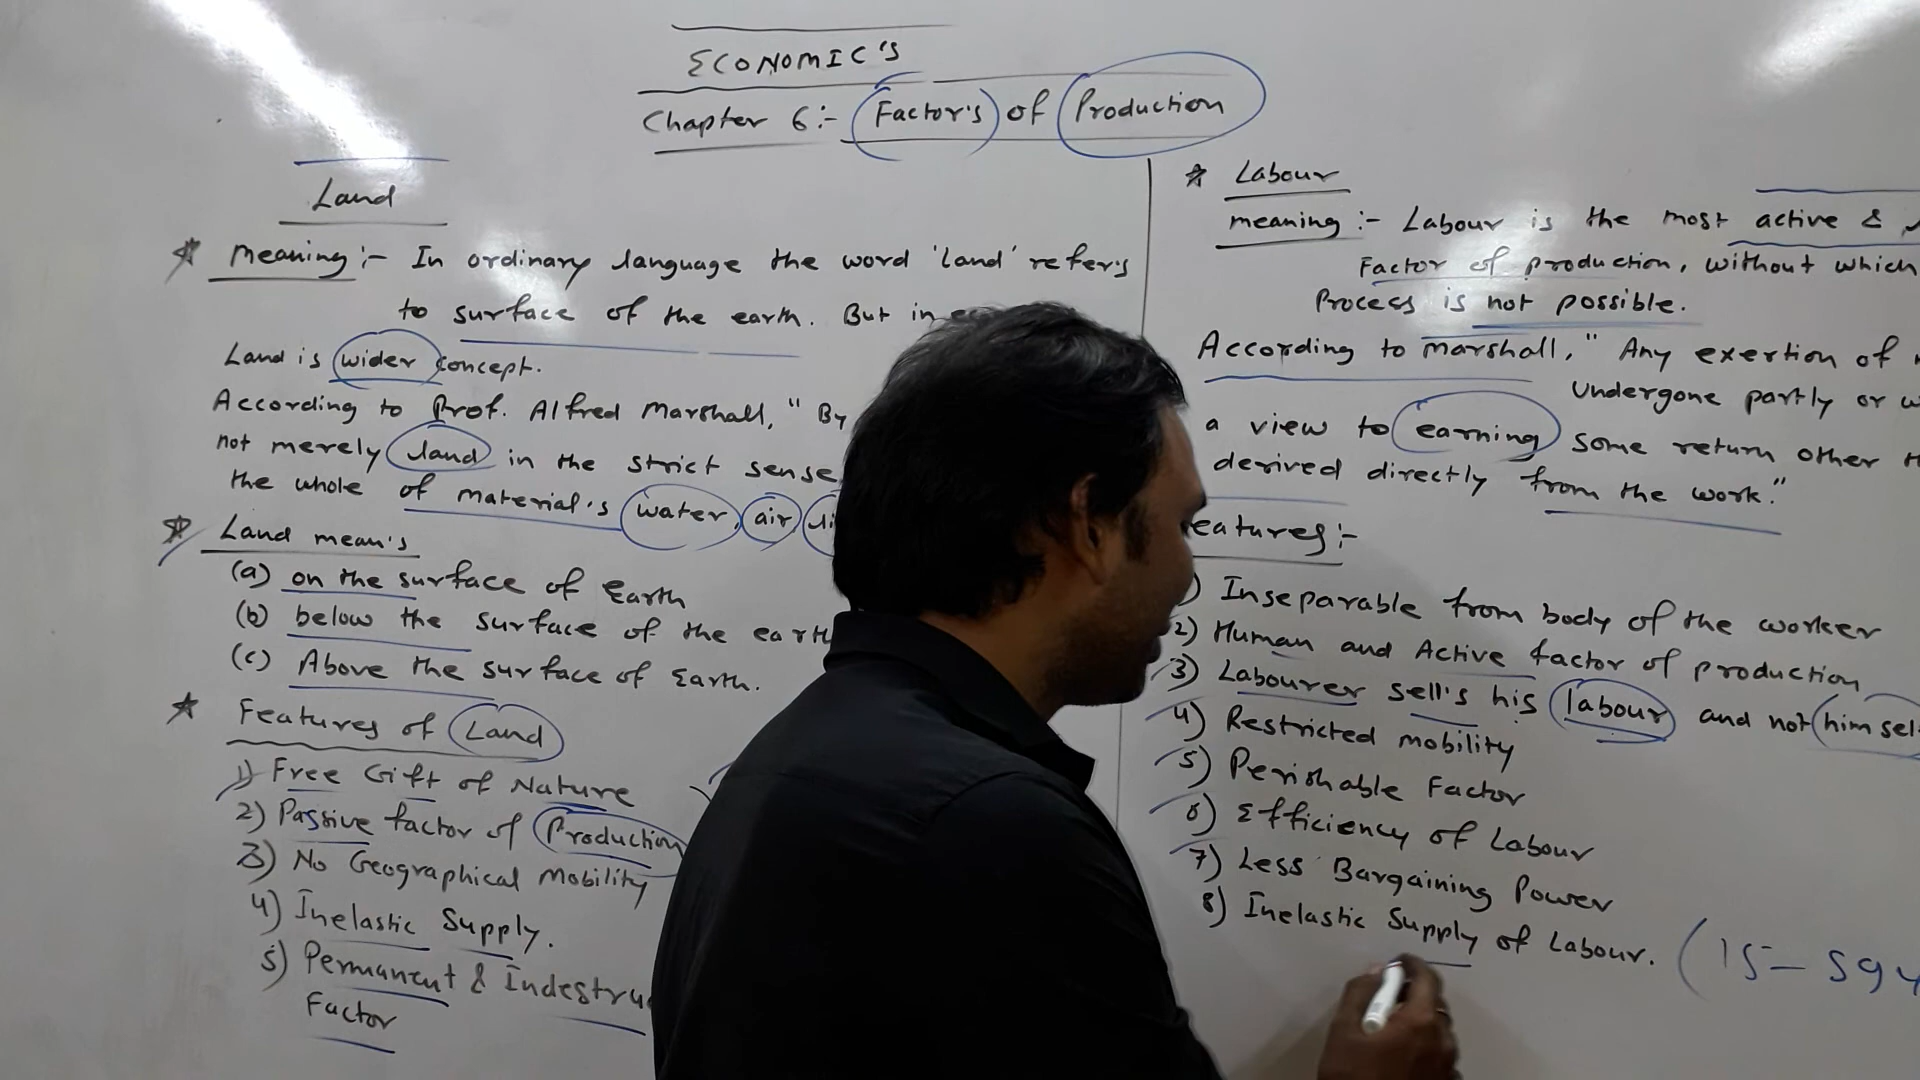 ECONOMIC'S
Chapter 6:- Factor's of Production
Land
* Meaning:- In ordinary language the word 'land' refer's
to surface of the earth. But in
Land is wider concept.
According to Prof. Alfred Marshall, " By
not merely land in the strict sense
the whole of material's water, air,
* Land mean's
(a) on the surface of Earth
(b) below the surface of the earth
(c) Above the surface of Earth.
* Features of Land
1) Free Gift of Nature
2) Passive factor of Production
3) No Geographical Mobility
4) Inelastic Supply.
5) Permanent & Indestruc
Factor
* Labour
meaning:- Labour is the most active &
Factor of production, without which
Process is not possible.
According to Marshall, " Any exertion of
undergone partly or
a view to earning some return other
derived directly from the work."
eatures:-
) Inseparable from body of the worker
2) Human and Active factor of production
3) Labourer sell's his labour and not himsel
4) Restricted mobility
5) Perishable Factor
6) Efficiency of Labour
7) Less Bargaining Power
8) Inelastic Supply of Labour. (15-594